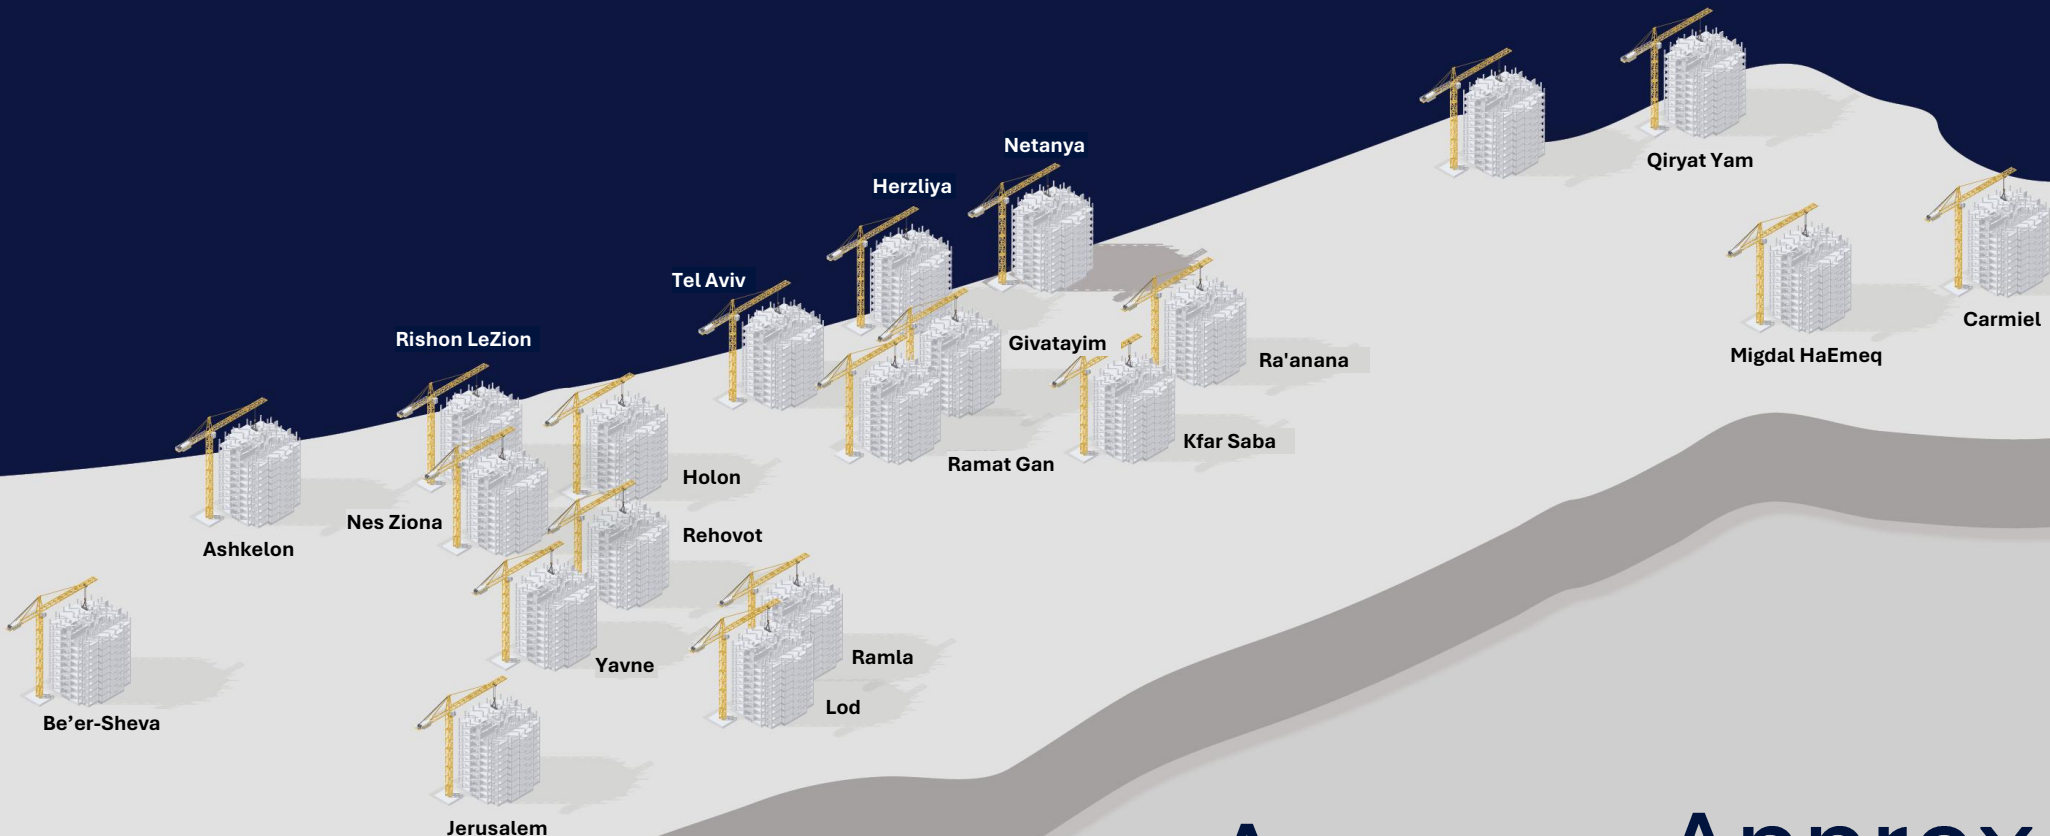 Netanya
Qiryat Yam
Herzliya
Tel Aviv
Carmiel
Rishon LeZion
Givatayim
Migdal HaEmeq
Ra'anana
Kfar Saba
Ramat Gan
Holon
Nes Ziona
Rehovot
Ashkelon
Ramla
Yavne
Lod
Be’er-Sheva
Jerusalem